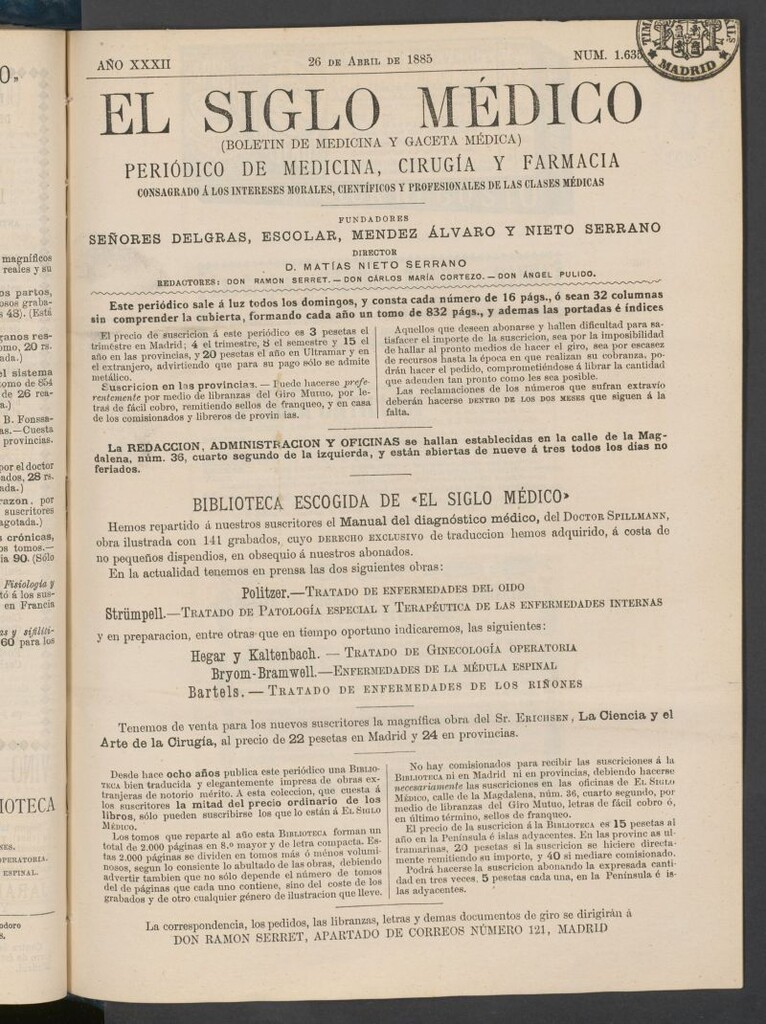 AÑO XXXII
26 DE ABRIL DE 1885
NUM. 1.635
MADRID
EL SIGLO MÉDICO
(BOLETIN DE MEDICINA Y GACETA MÉDICA)
PERIÓDICO DE MEDICINA, CIRUGÍA Y FARMACIA
CONSAGRADO Á LOS INTERESES MORALES, CIENTÍFICOS Y PROFESIONALES DE LAS CLASES MÉDICAS
FUNDADORES
SEÑORES DELGRAS, ESCOLAR, MENDEZ ÁLVARO Y NIETO SERRANO
DIRECTOR
D. MATÍAS NIETO SERRANO
REDACTORES: DON RAMON SERRET.—DON CÁRLOS MARÍA CORTEZO.—DON ÁNGEL PULIDO.
Este periódico sale á luz todos los domingos, y consta cada número de 16 págs., ó sean 32 columnas
sin comprender la cubierta, formando cada año un tomo de 832 págs., y ademas las portadas é índices
El precio de suscricion á este periódico es 3 pesetas el
trimestre en Madrid; 4 el trimestre, 8 el semestre y 15 el
año en las provincias, y 20 pesetas el año en Ultramar y en
el extranjero, advirtiendo que para su pago sólo se admite
metálico.
Suscricion en las provincias. — Puede hacerse prefe-
rentemente por medio de libranzas del Giro Mutuo, por le-
tras de fácil cobro, remitiendo sellos de franqueo, y en casa
de los comisionados y libreros de provincias.
Aquellos que deseen abonarse y hallen dificultad para sa-
tisfacer el importe de la suscricion, sea por la imposibilidad
de hallar al pronto medios de hacer el giro, sea por escasez
de recursos hasta la época en que realizan su cobranza, po-
drán hacer el pedido, comprometiéndose á librar la cantidad
que adeuden tan pronto como les sea posible.
Las reclamaciones de los números que sufran extravío
deberán hacerse DENTRO DE LOS DOS MESES que siguen á la
falta.
La REDACCION, ADMINISTRACION Y OFICINAS se hallan establecidas en la calle de la Mag-
dalena, núm. 36, cuarto segundo de la izquierda, y están abiertas de nueve á tres todos los dias no
feriados.
BIBLIOTECA ESCOGIDA DE «EL SIGLO MÉDICO»
Hemos repartido á nuestros suscritores el Manual del diagnóstico médico, del DOCTOR SPILLMANN,
obra ilustrada con 141 grabados, cuyo DERECHO EXCLUSIVO de traduccion hemos adquirido, á costa de
no pequeños dispendios, en obsequio á nuestros abonados.
En la actualidad tenemos en prensa las dos siguientes obras:
Politzer.—TRATADO DE ENFERMEDADES DEL OIDO
Strümpell.—TRATADO DE PATOLOGÍA ESPECIAL Y TERAPÉUTICA DE LAS ENFERMEDADES INTERNAS
y en preparacion, entre otras que en tiempo oportuno indicaremos, las siguientes:
Hegar y Kaltenbach. — TRATADO DE GINECOLOGÍA OPERATORIA
Bryom-Bramwell.—ENFERMEDADES DE LA MÉDULA ESPINAL
Bartels. — TRATADO DE ENFERMEDADES DE LOS RIÑONES
Tenemos de venta para los nuevos suscritores la magnífica obra del Sr. ERICHSEN, La Ciencia y el
Arte de la Cirugía, al precio de 22 pesetas en Madrid y 24 en provincias.
Desde hace ocho años publica este periódico una BIBLIO-
TECA bien traducida y elegantemente impresa de obras ex-
tranjeras de notorio mérito. A esta coleccion, que cuesta á
los suscritores la mitad del precio ordinario de los
libros, sólo pueden suscribirse los que lo están á EL SIGLO
MÉDICO.
Los tomos que reparte al año esta BIBLIOTECA forman un
total de 2.000 páginas en 8.º mayor y de letra compacta. Es-
tas 2.000 páginas se dividen en tomos más ó ménos volumi-
nosos, segun lo consiente lo abultado de las obras, debiendo
advertir tambien que no sólo depende el número de tomos
del de páginas que cada uno contiene, sino del coste de los
grabados y de otro cualquier género de ilustracion que lleve.
No hay comisionados para recibir las suscriciones á la
BIBLIOTECA ni en Madrid ni en provincias, debiendo hacerse
necesariamente las suscriciones en las oficinas de EL SIGLO
MÉDICO, calle de la Magdalena, núm. 36, cuarto segundo, por
medio de libranzas del Giro Mutuo, letras de fácil cobro ó,
en último término, sellos de franqueo.
El precio de la suscricion á la BIBLIOTECA es 15 pesetas al
año en la Península é islas adyacentes. En las provincias ul-
tramarinas, 20 pesetas si la suscricion se hiciere directa-
mente remitiendo su importe, y 40 si mediare comisionado.
Podrá hacerse la suscricion abonando la expresada canti-
dad en tres veces, 5 pesetas cada una, en la Península é is-
las adyacentes.
La correspondencia, los pedidos, las libranzas, letras y demas documentos de giro se dirigirán á
DON RAMON SERRET, APARTADO DE CORREOS NÚMERO 121, MADRID